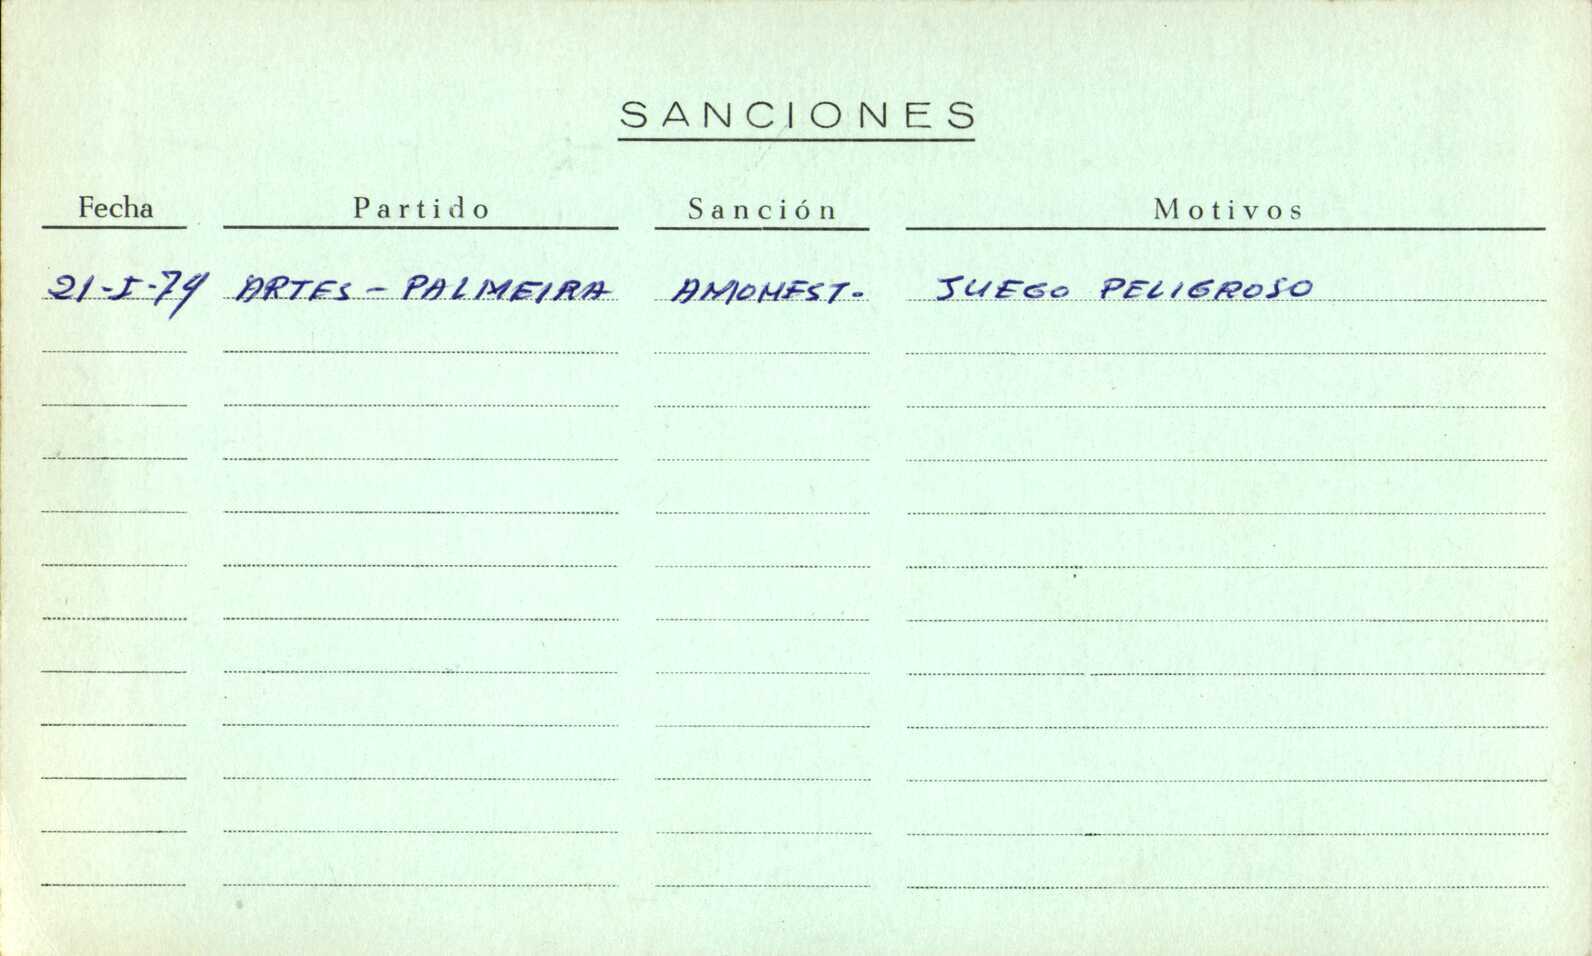 SANCIONES
Fecha Partido Sanción Motivos
21-I-79 ARTES - PALMEIRA AMONEST. JUEGO PELIGROSO